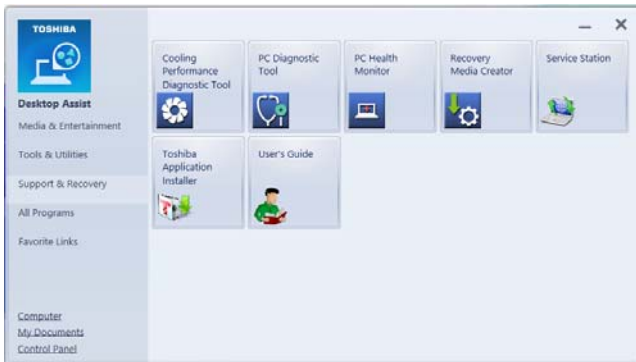 TOSHIBA
Desktop Assist
Media & Entertainment
Tools & Utilities
Support & Recovery
All Programs
Favorite Links
Computer
My Documents
Control Panel
Cooling
Performance
Diagnostic Tool
PC Diagnostic
Tool
PC Health
Monitor
Recovery
Media Creator
Service Station
Toshiba
Application
Installer
User's Guide